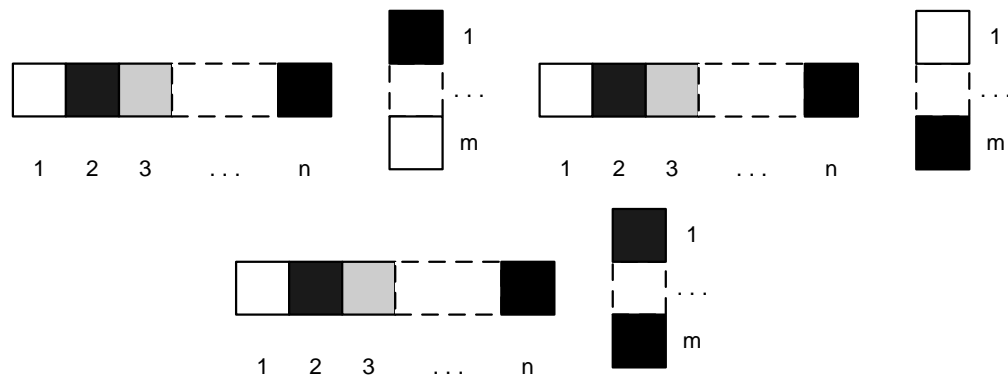 1
. . .
m
1 2 3 . . . n
1
. . .
m
1 2 3 . . . n
1
. . .
m
1 2 3 . . . n